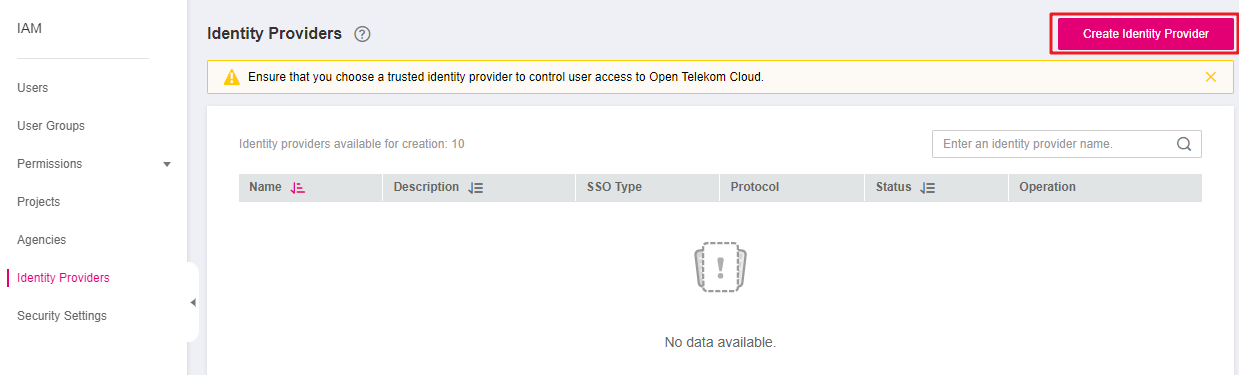 IAM
Users
User Groups
Permissions
Projects
Agencies
Identity Providers
Security Settings
Identity Providers ?
Create Identity Provider
Ensure that you choose a trusted identity provider to control user access to Open Telekom Cloud.
Identity providers available for creation: 10
Enter an identity provider name.
Name Description SSO Type Protocol Status Operation
No data available.